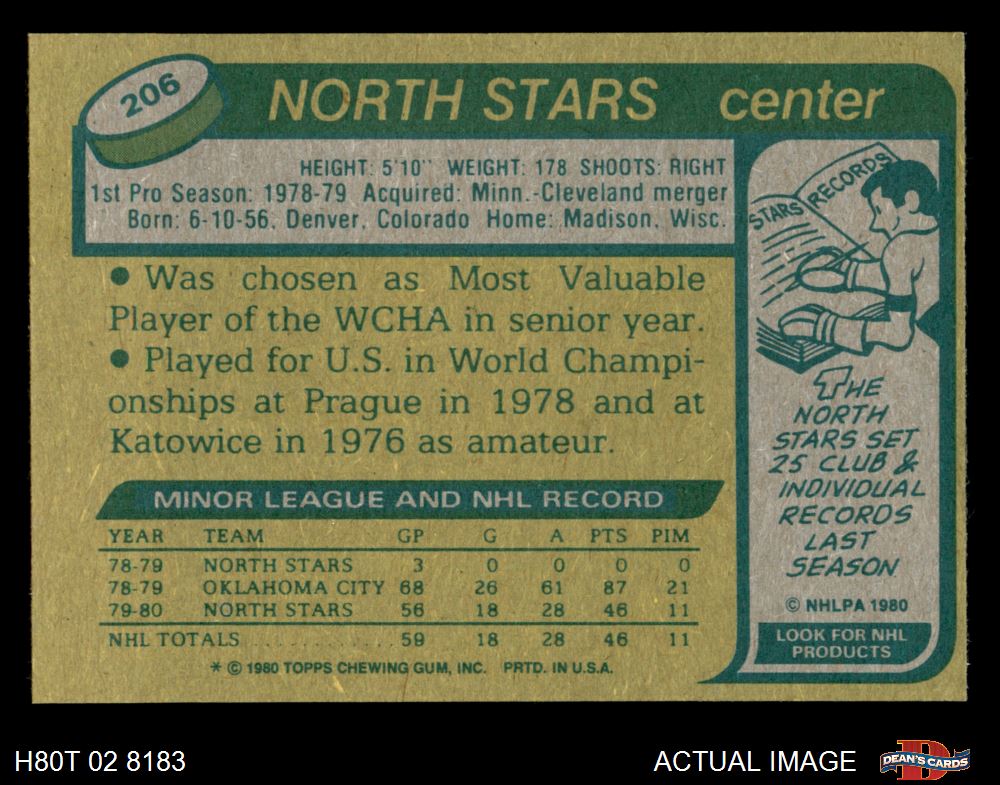 206
NORTH STARS center
HEIGHT: 5'10" WEIGHT: 178 SHOOTS: RIGHT
1st Pro Season: 1978-79 Acquired: Minn.-Cleveland merger
Born: 6-10-56, Denver, Colorado Home: Madison, Wisc.
• Was chosen as Most Valuable
Player of the WCHA in senior year.
• Played for U.S. in World Champi-
onships at Prague in 1978 and at
Katowice in 1976 as amateur.
MINOR LEAGUE AND NHL RECORD
YEAR TEAM GP G A PTS PIM
78-79 NORTH STARS 3 0 0 0 0
78-79 OKLAHOMA CITY 68 26 61 87 21
79-80 NORTH STARS 56 18 28 46 11
NHL TOTALS 59 18 28 46 11
* © 1980 TOPPS CHEWING GUM, INC. PRTD. IN U.S.A.
STARS RECORDS
THE
NORTH
STARS SET
25 CLUB &
INDIVIDUAL
RECORDS
LAST
SEASON.
© NHLPA 1980
LOOK FOR NHL
PRODUCTS
H80T 02 8183
ACTUAL IMAGE
D
DEAN'S CARDS